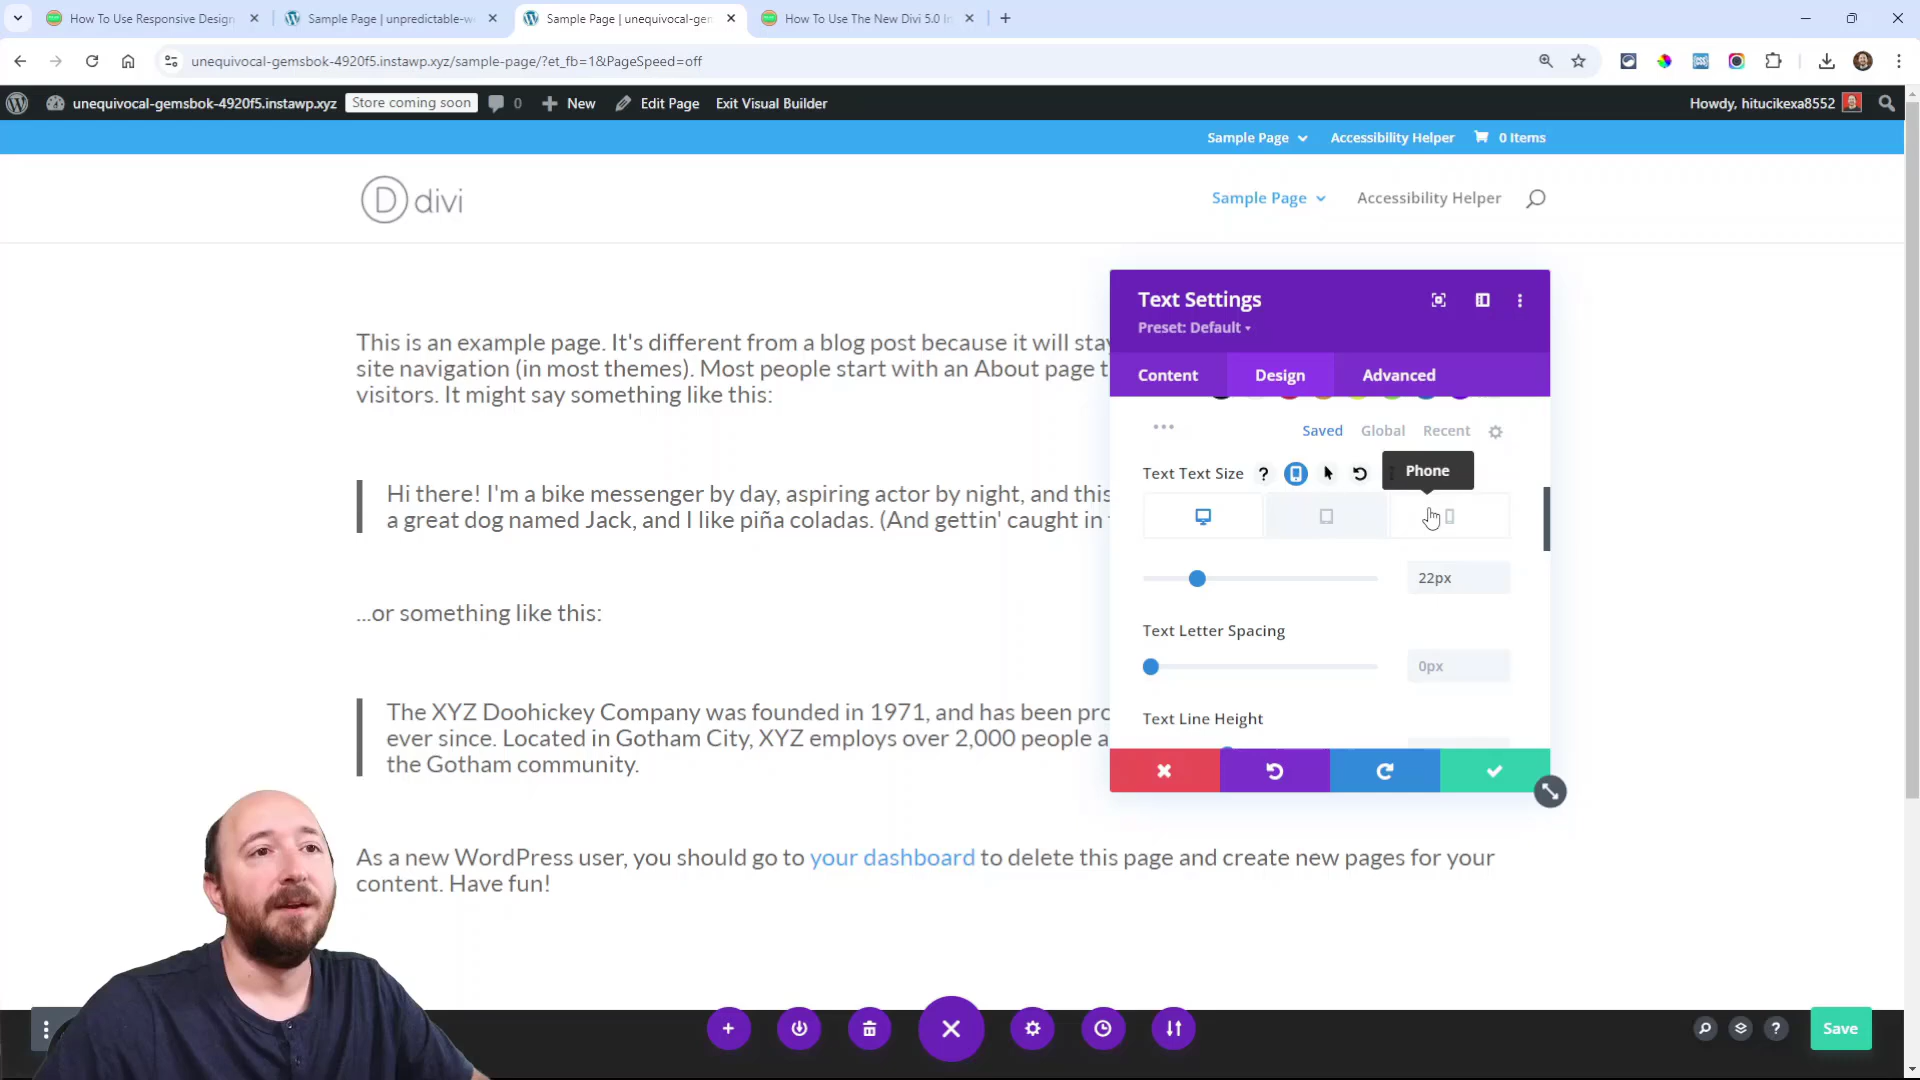 How To Use Responsive Design
Sample Page | unpredictable-w
Sample Page | unequivocal-gem
How To Use The New Divi 5.0 In
unequivocal-gemsbok-4920f5.instawp.xyz/sample-page/?et_fb=1&PageSpeed=off
unequivocal-gemsbok-4920f5.instawp.xyz
Store coming soon
0
New
Edit Page
Exit Visual Builder
Howdy, hitucikexa8552
Sample Page
Accessibility Helper
0 Items
D divi
Sample Page
Accessibility Helper
This is an example page. It's different from a blog post because it will stay
site navigation (in most themes). Most people start with an About page t
visitors. It might say something like this:
Hi there! I'm a bike messenger by day, aspiring actor by night, and this
a great dog named Jack, and I like piña coladas. (And gettin' caught in
...or something like this:
The XYZ Doohickey Company was founded in 1971, and has been pro
ever since. Located in Gotham City, XYZ employs over 2,000 people a
the Gotham community.
As a new WordPress user, you should go to your dashboard to delete this page and create new pages for your
content. Have fun!
Text Settings
Preset: Default
Content
Design
Advanced
Saved
Global
Recent
Text Text Size
?
Phone
22px
Text Letter Spacing
0px
Text Line Height
?
Save